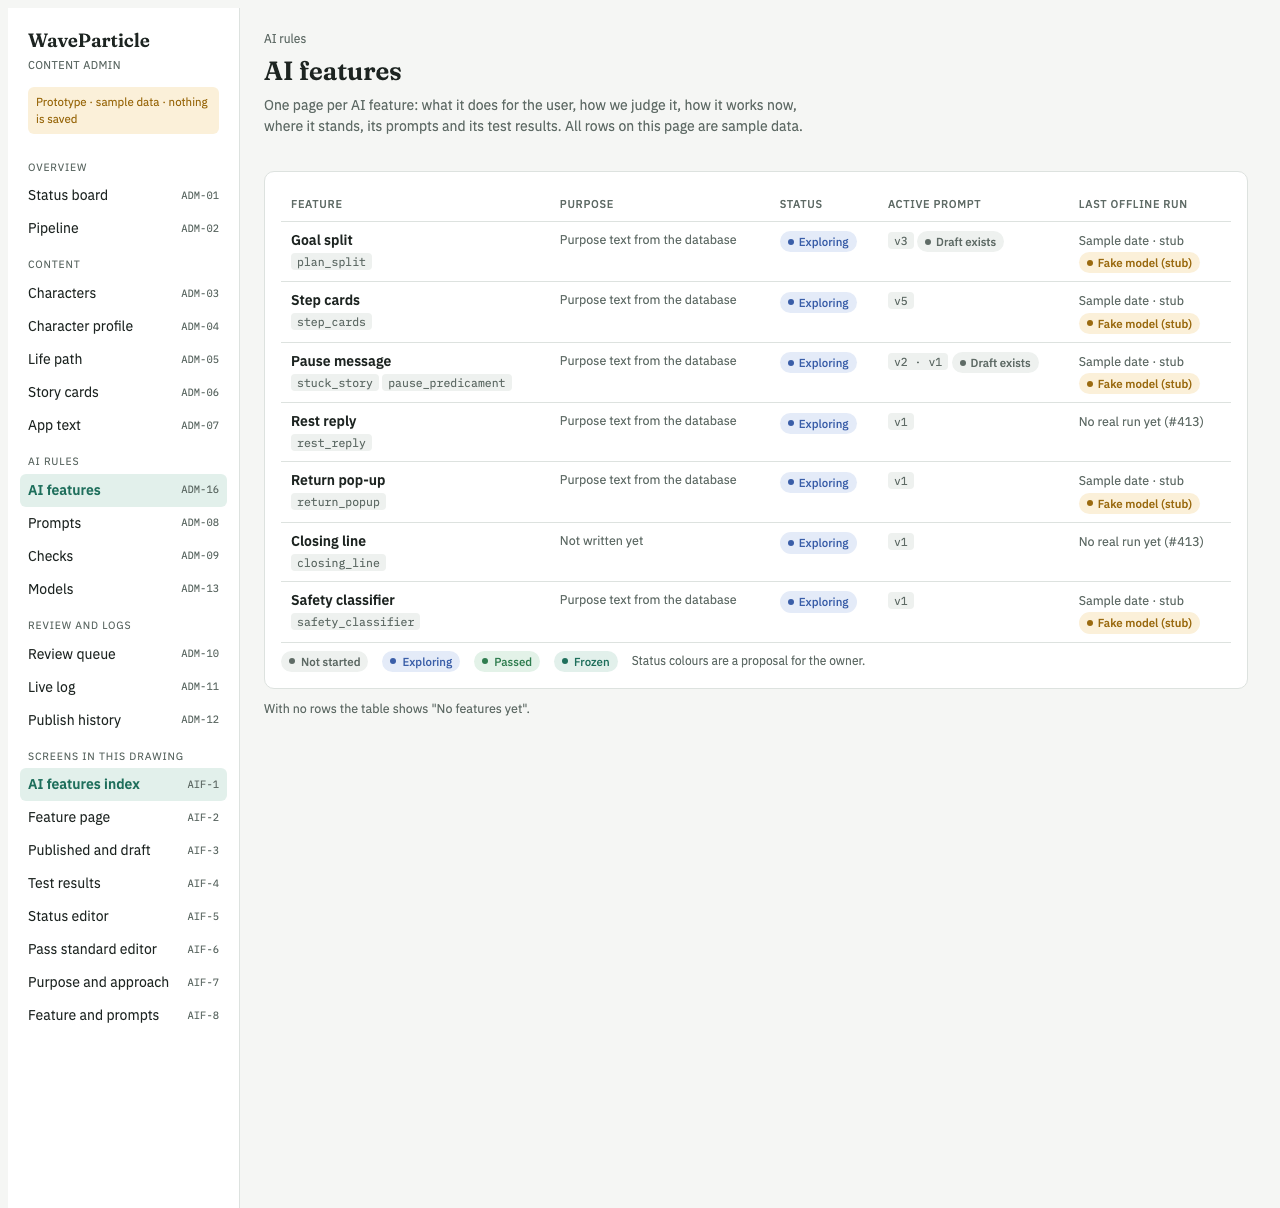 WaveParticle
CONTENT ADMIN
Prototype · sample data · nothing
is saved
OVERVIEW
Status board ADM-01
Pipeline ADM-02
CONTENT
Characters ADM-03
Character profile ADM-04
Life path ADM-05
Story cards ADM-06
App text ADM-07
AI RULES
AI features ADM-16
Prompts ADM-08
Checks ADM-09
Models ADM-13
REVIEW AND LOGS
Review queue ADM-10
Live log ADM-11
Publish history ADM-12
SCREENS IN THIS DRAWING
AI features index AIF-1
Feature page AIF-2
Published and draft AIF-3
Test results AIF-4
Status editor AIF-5
Pass standard editor AIF-6
Purpose and approach AIF-7
Feature and prompts AIF-8
AI rules
AI features
One page per AI feature: what it does for the user, how we judge it, how it works now,
where it stands, its prompts and its test results. All rows on this page are sample data.
FEATURE PURPOSE STATUS ACTIVE PROMPT LAST OFFLINE RUN
Goal split Purpose text from the database Exploring v3 Draft exists Sample date · stub
plan_split Fake model (stub)
Step cards Purpose text from the database Exploring v5 Sample date · stub
step_cards Fake model (stub)
Pause message Purpose text from the database Exploring v2 · v1 Draft exists Sample date · stub
stuck_story pause_predicament Fake model (stub)
Rest reply Purpose text from the database Exploring v1 No real run yet (#413)
rest_reply
Return pop-up Purpose text from the database Exploring v1 Sample date · stub
return_popup Fake model (stub)
Closing line Not written yet Exploring v1 No real run yet (#413)
closing_line
Safety classifier Purpose text from the database Exploring v1 Sample date · stub
safety_classifier Fake model (stub)
Not started Exploring Passed Frozen Status colours are a proposal for the owner.
With no rows the table shows "No features yet".